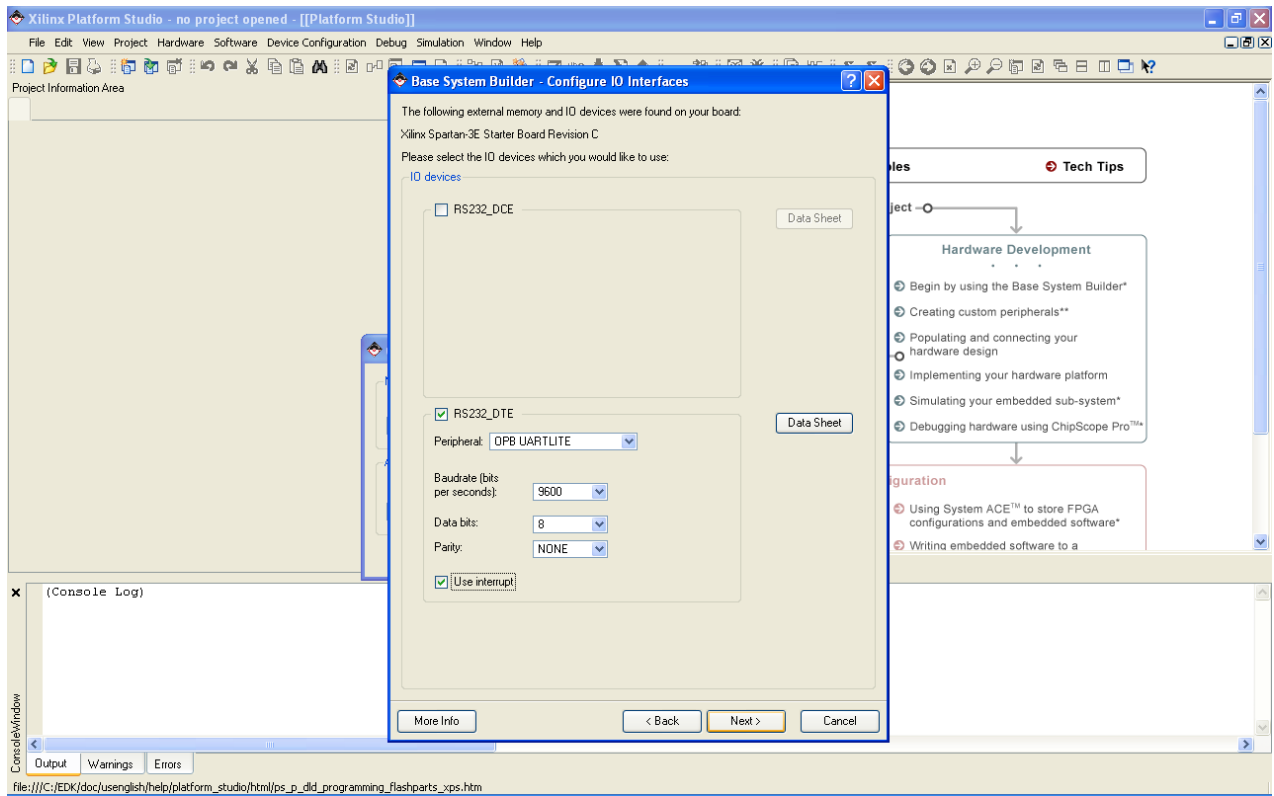 Xilinx Platform Studio - no project opened - [[Platform Studio]]
File Edit View Project Hardware Software Device Configuration Debug Simulation Window Help
Project Information Area
Base System Builder - Configure IO Interfaces
The following external memory and IO devices were found on your board:
Xilinx Spartan-3E Starter Board Revision C
Please select the IO devices which you would like to use:
IO devices
RS232_DCE
Data Sheet
RS232_DTE
Data Sheet
Peripheral: OPB UARTLITE
Baudrate (bits
per seconds): 9600
Data bits: 8
Parity: NONE
Use interrupt
More Info
< Back
Next >
Cancel
Tech Tips
Hardware Development
Begin by using the Base System Builder*
Creating custom peripherals**
Populating and connecting your
hardware design
Implementing your hardware platform
Simulating your embedded sub-system*
Debugging hardware using ChipScope Pro™*
Using System ACE™ to store FPGA
configurations and embedded software*
Writing embedded software to a
(Console Log)
ConsoleWindow
Output Warnings Errors
file:///C:/EDK/doc/usenglish/help/platform_studio/html/ps_p_dld_programming_flashparts_xps.htm